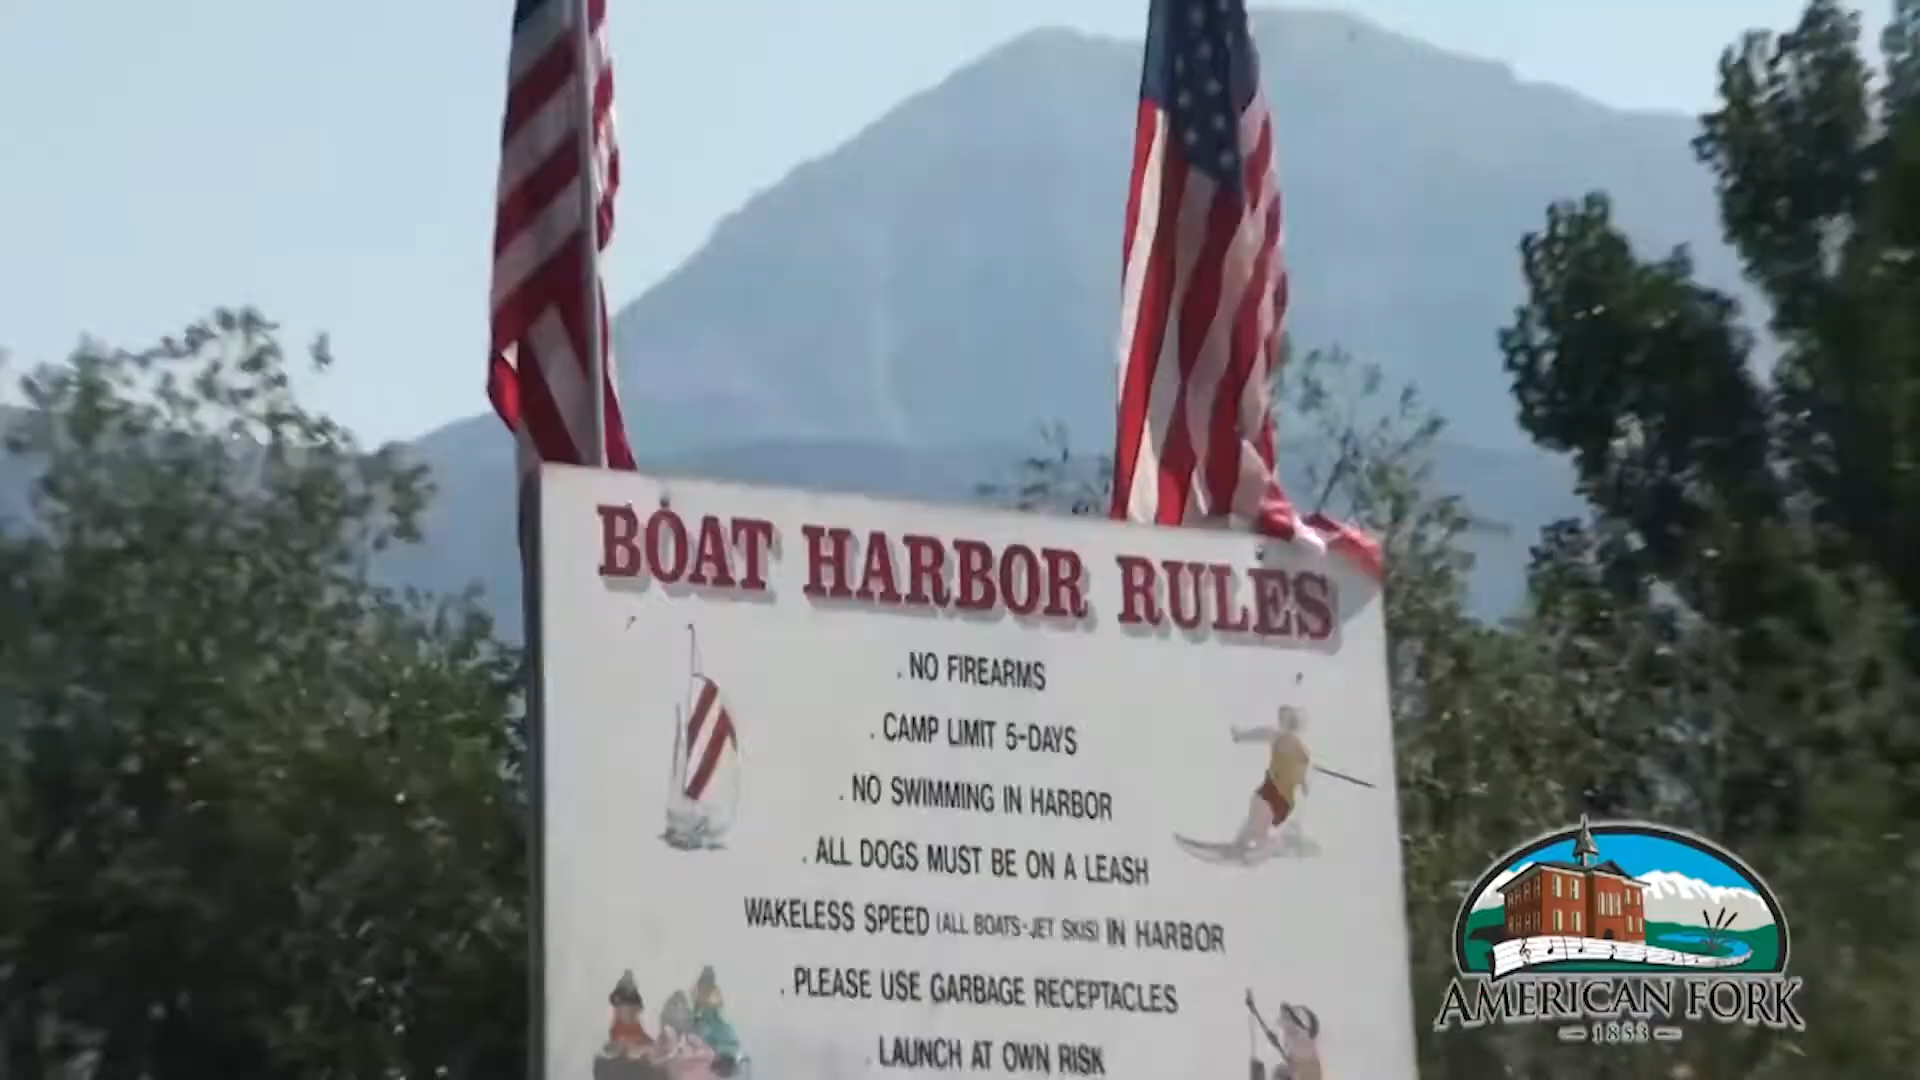 BOAT HARBOR RULES
. NO FIREARMS
. CAMP LIMIT 5-DAYS
. NO SWIMMING IN HARBOR
. ALL DOGS MUST BE ON A LEASH
WAKELESS SPEED (ALL BOATS-JET SKIS) IN HARBOR
. PLEASE USE GARBAGE RECEPTACLES
. LAUNCH AT OWN RISK
AMERICAN FORK
1853